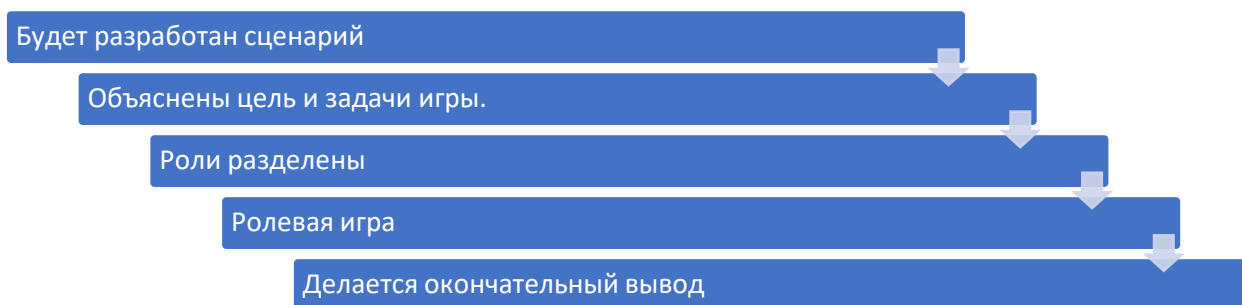 Будет разработан сценарий
Объяснены цель и задачи игры.
Роли разделены
Ролевая игра
Делается окончательный вывод